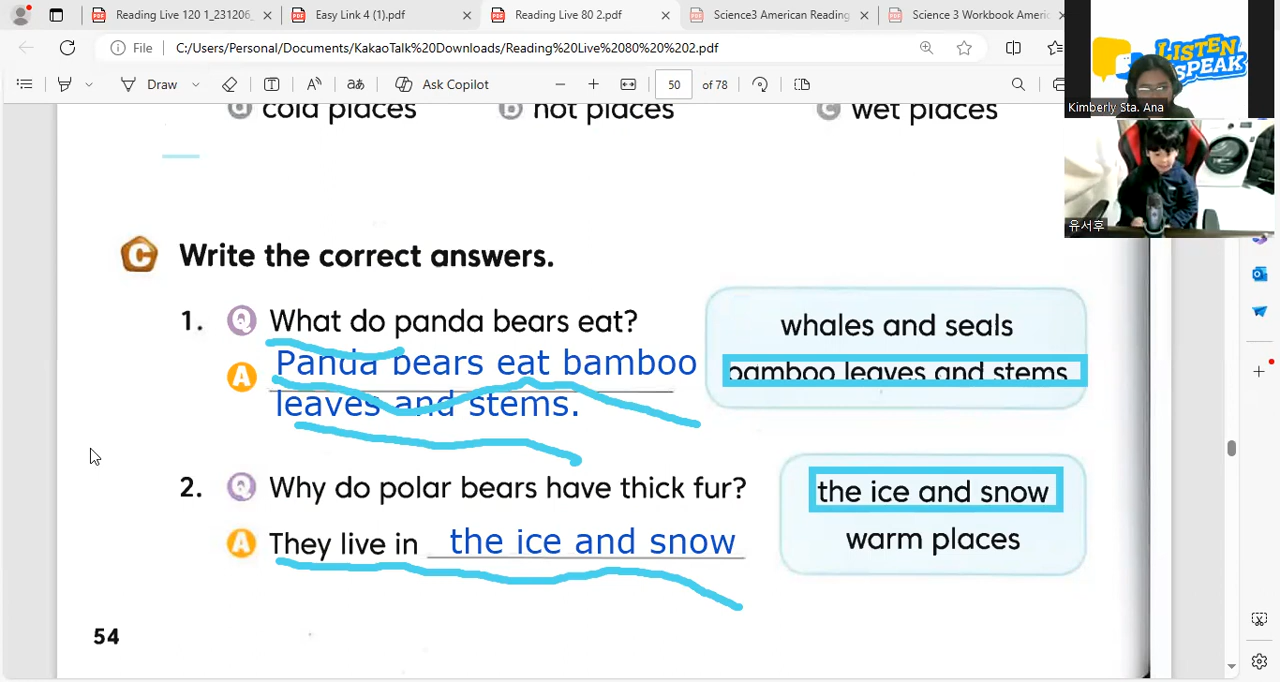 Reading Live 120 1_231206_
Easy Link 4 (1).pdf
Reading Live 80 2.pdf
Science3 American Reading
Science 3 Workbook Americ
File
C:/Users/Personal/Documents/KakaoTalk%20Downloads/Reading%20Live%2080%20%202.pdf
Draw
Ask Copilot
50 of 78
LISTEN
SPEAK
Kimberly Sta. Ana
유서후
a cold places b hot places c wet places
C Write the correct answers.
1. Q What do panda bears eat?
A Panda bears eat bamboo
leaves and stems.
whales and seals
bamboo leaves and stems
2. Q Why do polar bears have thick fur?
A They live in the ice and snow
the ice and snow
warm places
54